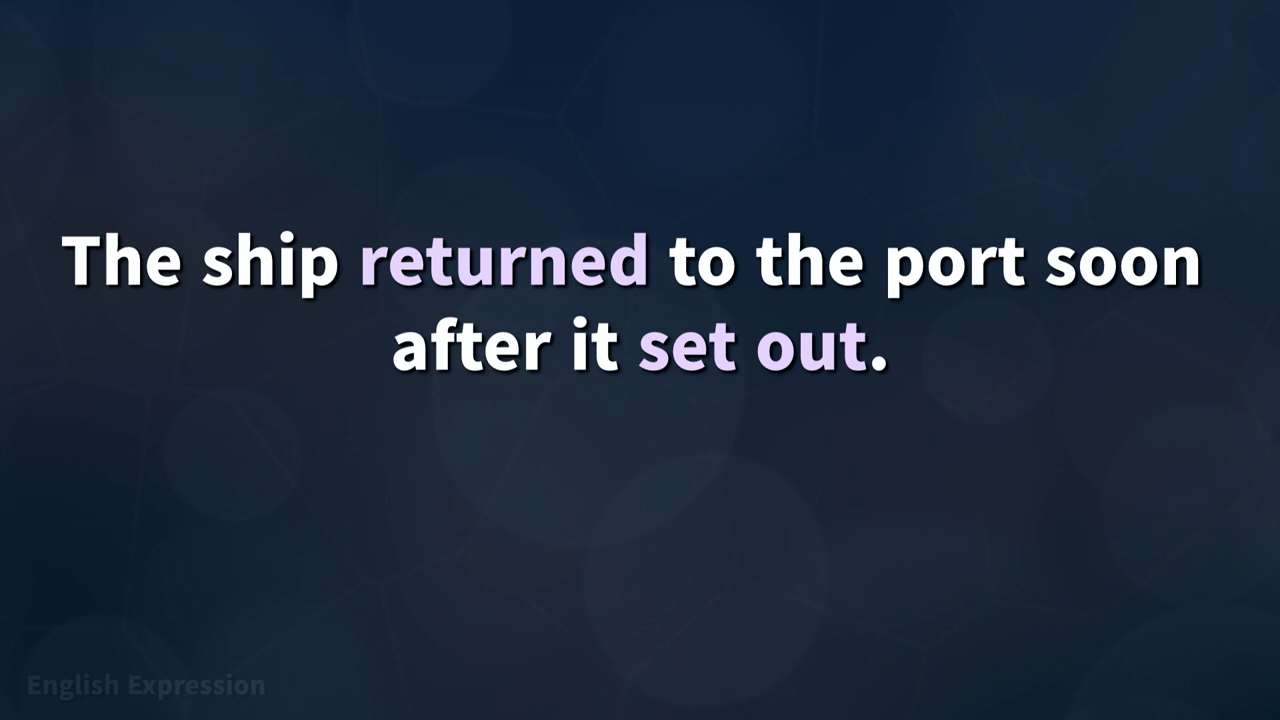 The ship returned to the port soon
after it set out.
English Expression